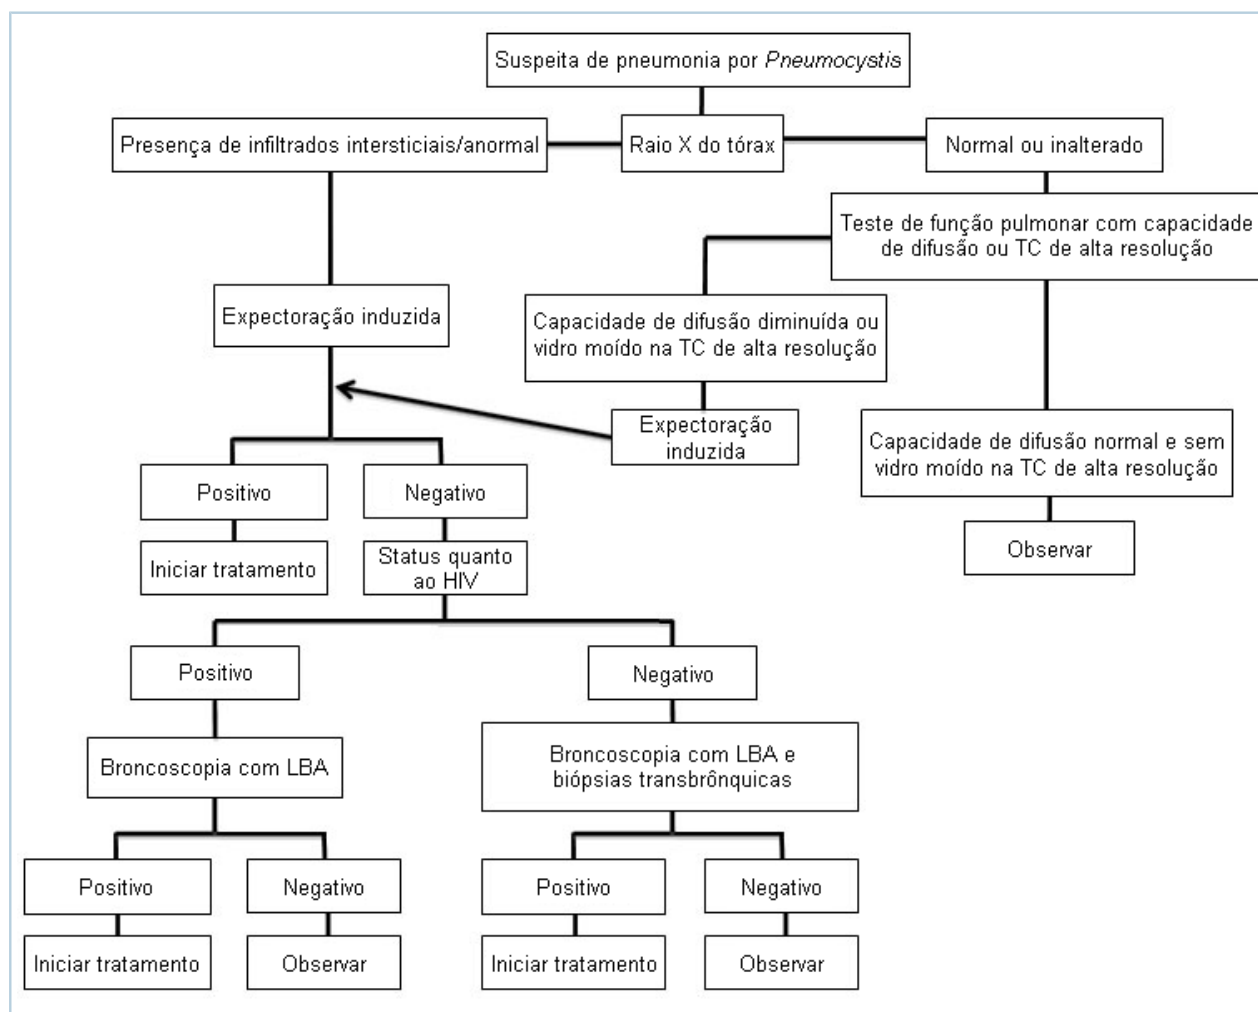 Suspeita de pneumonia por Pneumocystis
Presença de infiltrados intersticiais/anormal
Raio X do tórax
Normal ou inalterado
Teste de função pulmonar com capacidade
de difusão ou TC de alta resolução
Expectoração induzida
Capacidade de difusão diminuída ou
vidro moído na TC de alta resolução
Expectoração
induzida
Capacidade de difusão normal e sem
vidro moído na TC de alta resolução
Positivo
Negativo
Observar
Iniciar tratamento
Status quanto
ao HIV
Positivo
Negativo
Broncoscopia com LBA
Broncoscopia com LBA e
biópsias transbrônquicas
Positivo
Negativo
Positivo
Negativo
Iniciar tratamento
Observar
Iniciar tratamento
Observar